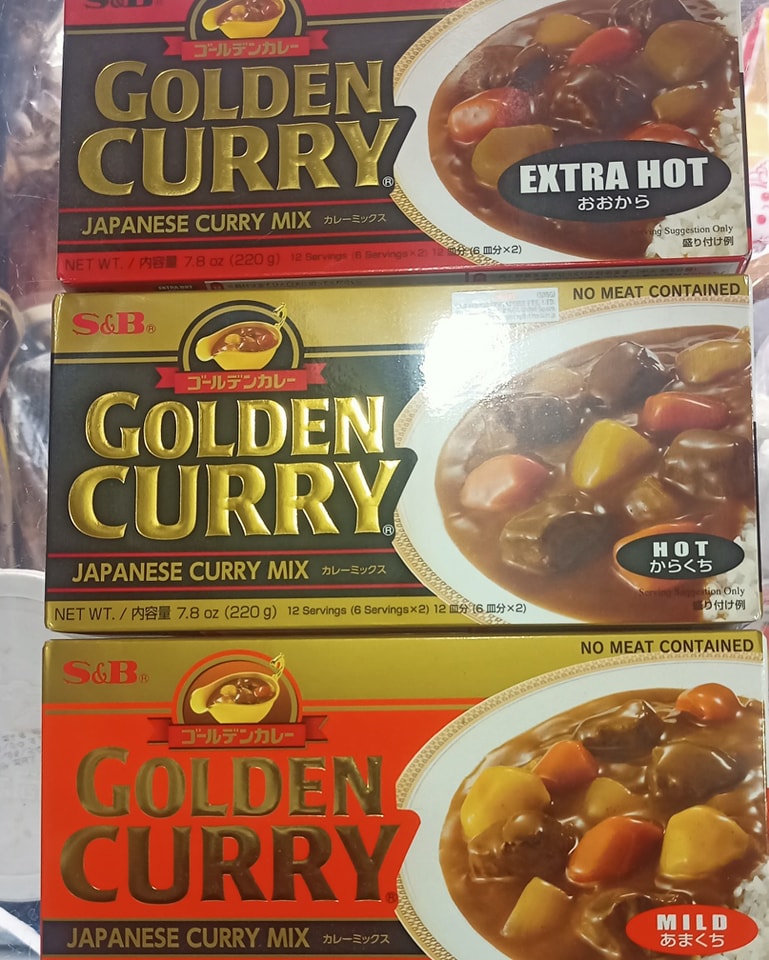 S&B
ゴールデンカレー
GOLDEN
CURRY®
JAPANESE CURRY MIX カレーミックス
EXTRA HOT
おおから
Serving Suggestion Only
盛り付け例
NET WT. / 内容量 7.8 oz (220 g) 12 Servings (6 Servings×2) 12 皿分 (6 皿分×2)
NO MEAT CONTAINED
S&B®
ゴールデンカレー
GOLDEN
CURRY®
JAPANESE CURRY MIX カレーミックス
HOT
からくち
Serving Suggestion Only
盛り付け例
NET WT. / 内容量 7.8 oz (220 g) 12 Servings (6 Servings×2) 12 皿分 (6 皿分×2)
NO MEAT CONTAINED
S&B®
ゴールデンカレー
GOLDEN
CURRY®
JAPANESE CURRY MIX カレーミックス
MILD
あまくち